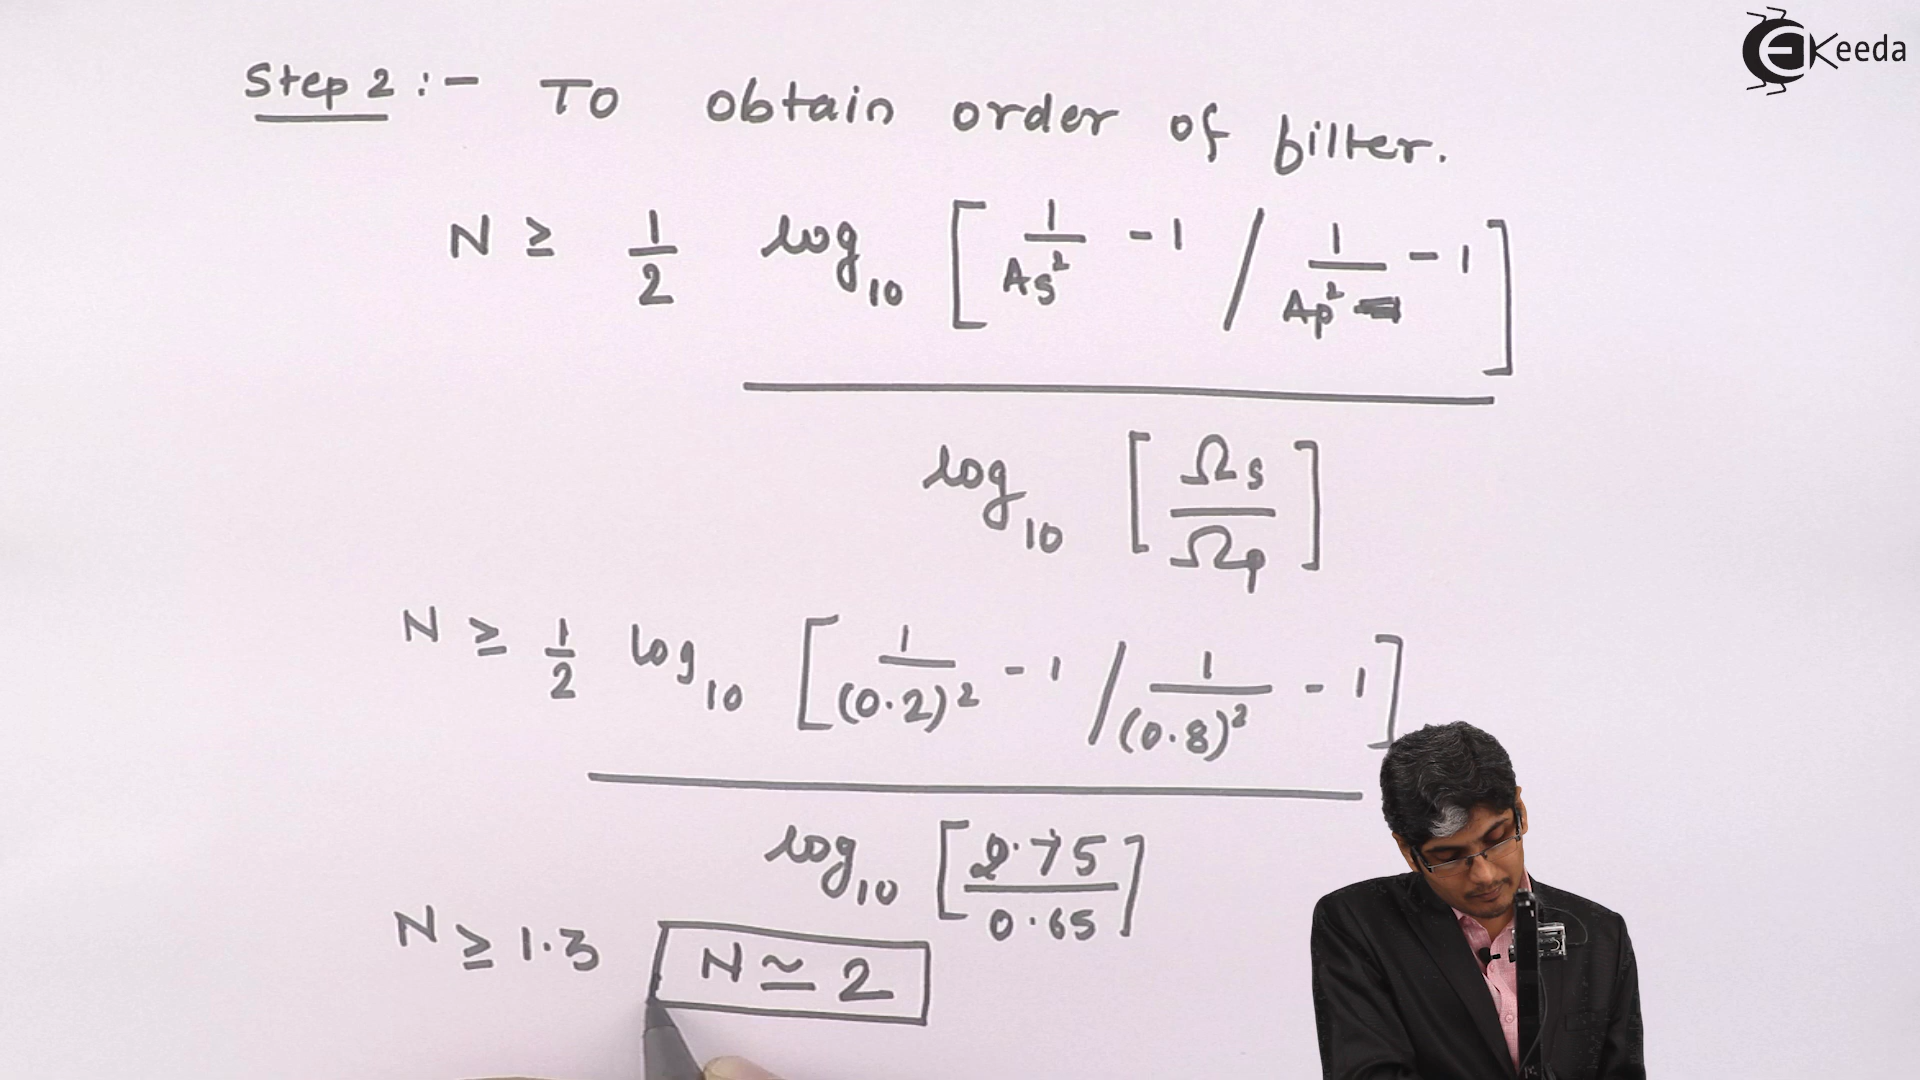 Keeda
Step 2 :- To obtain order of filter.
N ≥ 1/2 log₁₀ [ 1/As² - 1 / 1/Ap² - 1 ]
log₁₀ [ Ωs/Ωp ]
N ≥ 1/2 log₁₀ [ 1/(0.2)² - 1 / 1/(0.8)² - 1 ]
log₁₀ [ 2.75/0.65 ]
N ≥ 1.3 N ≃ 2